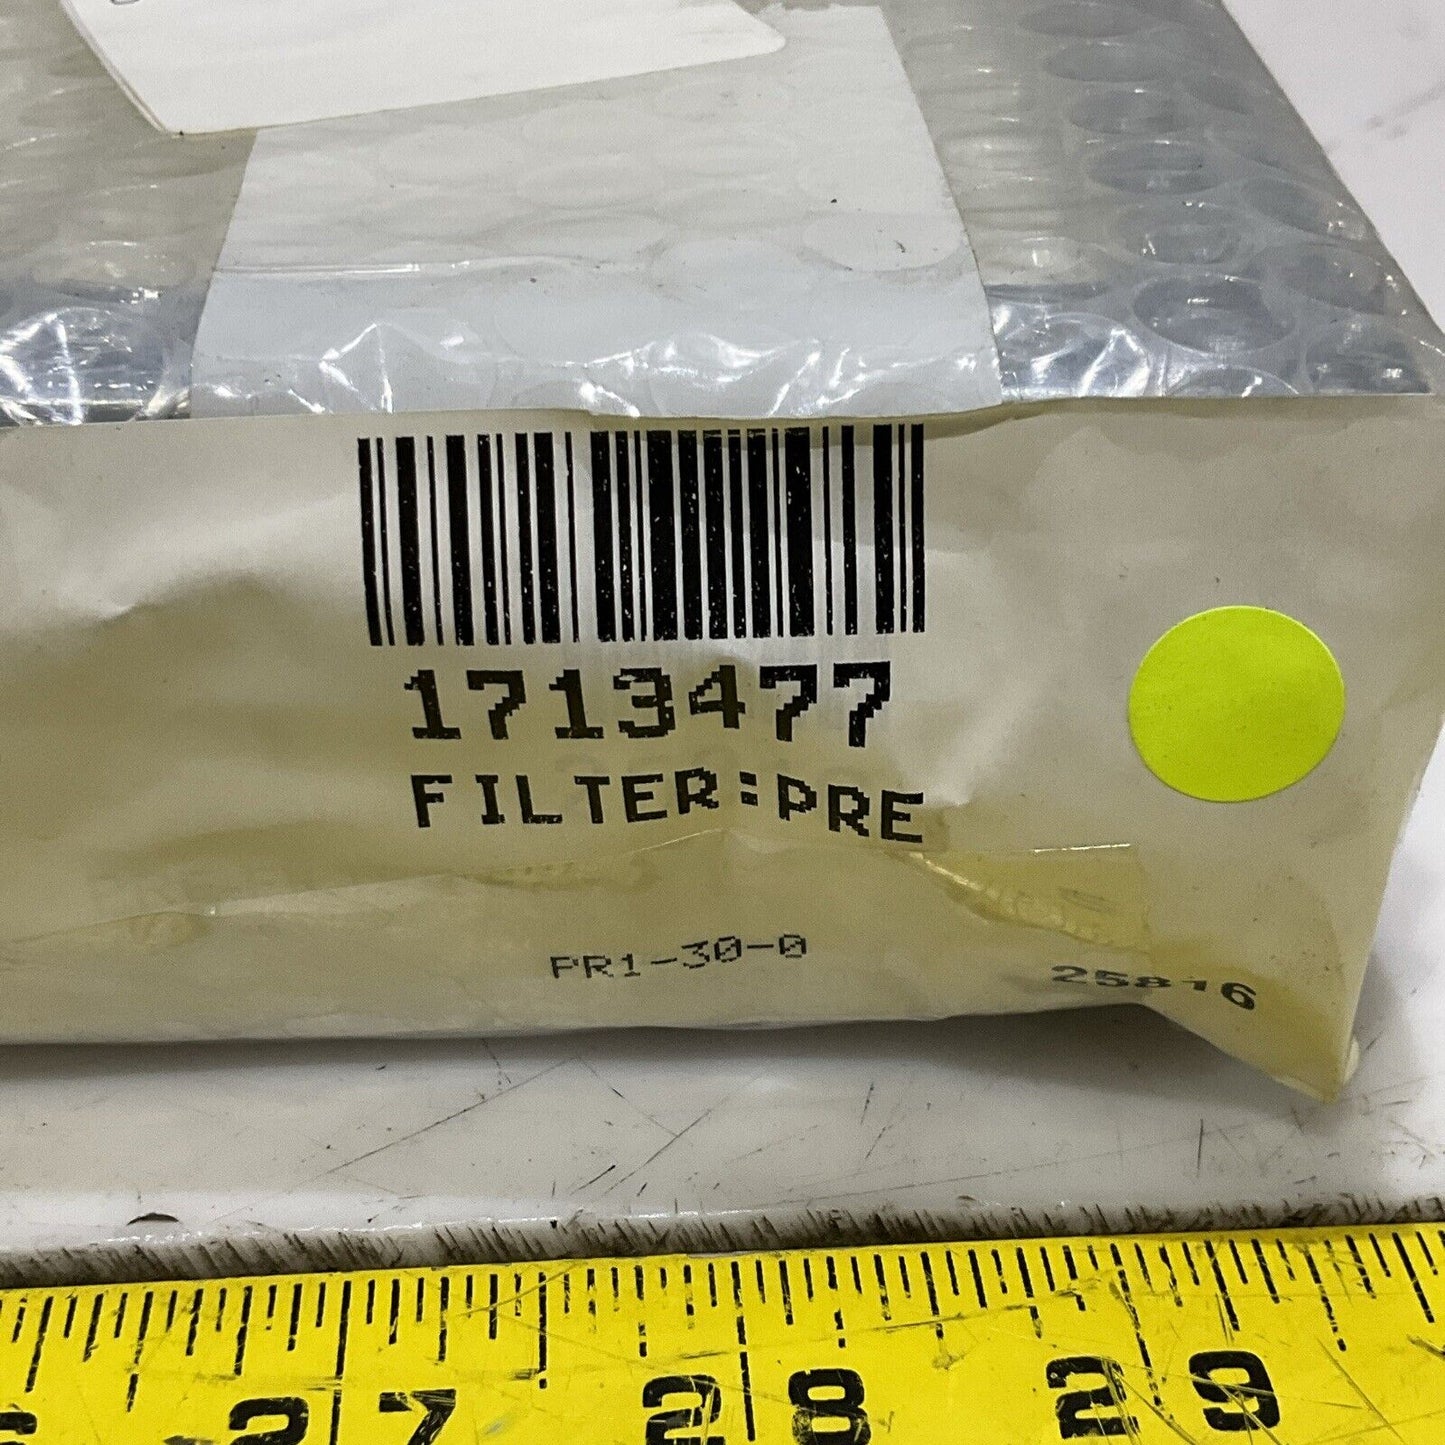 1713477
FILTER:PRE
PR1-30-0
25816
27 28 29